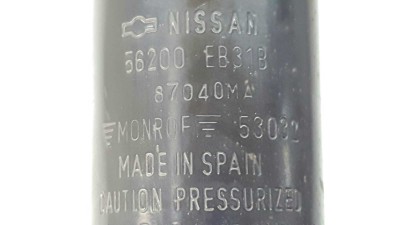 NISSAN
56200 EB31B
87040MA
MONROE 53032
MADE IN SPAIN
CAUTION PRESSURIZED